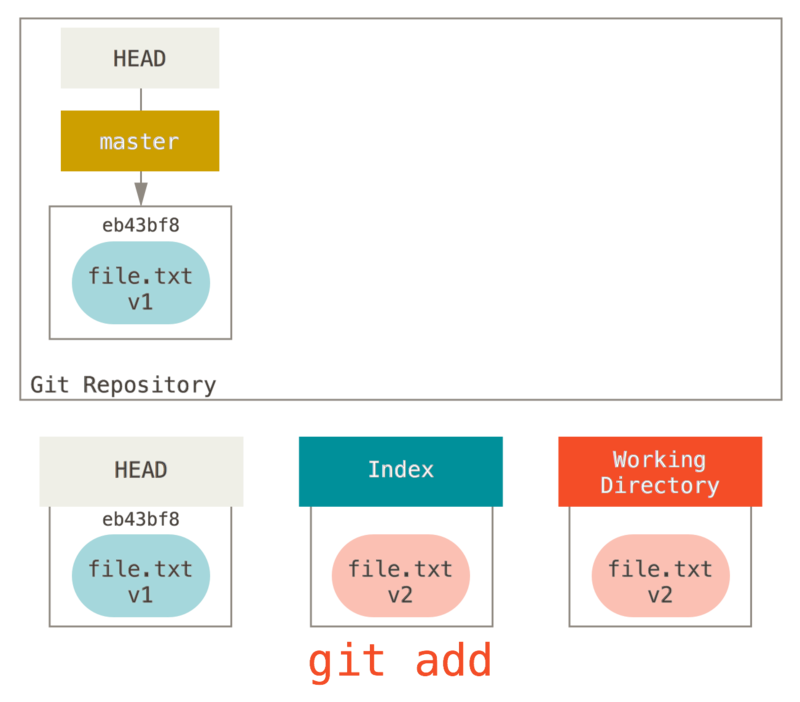 HEAD
master
eb43bf8
file.txt
v1
Git Repository
HEAD
Index
Working
Directory
eb43bf8
file.txt
v1
file.txt
v2
file.txt
v2
git add